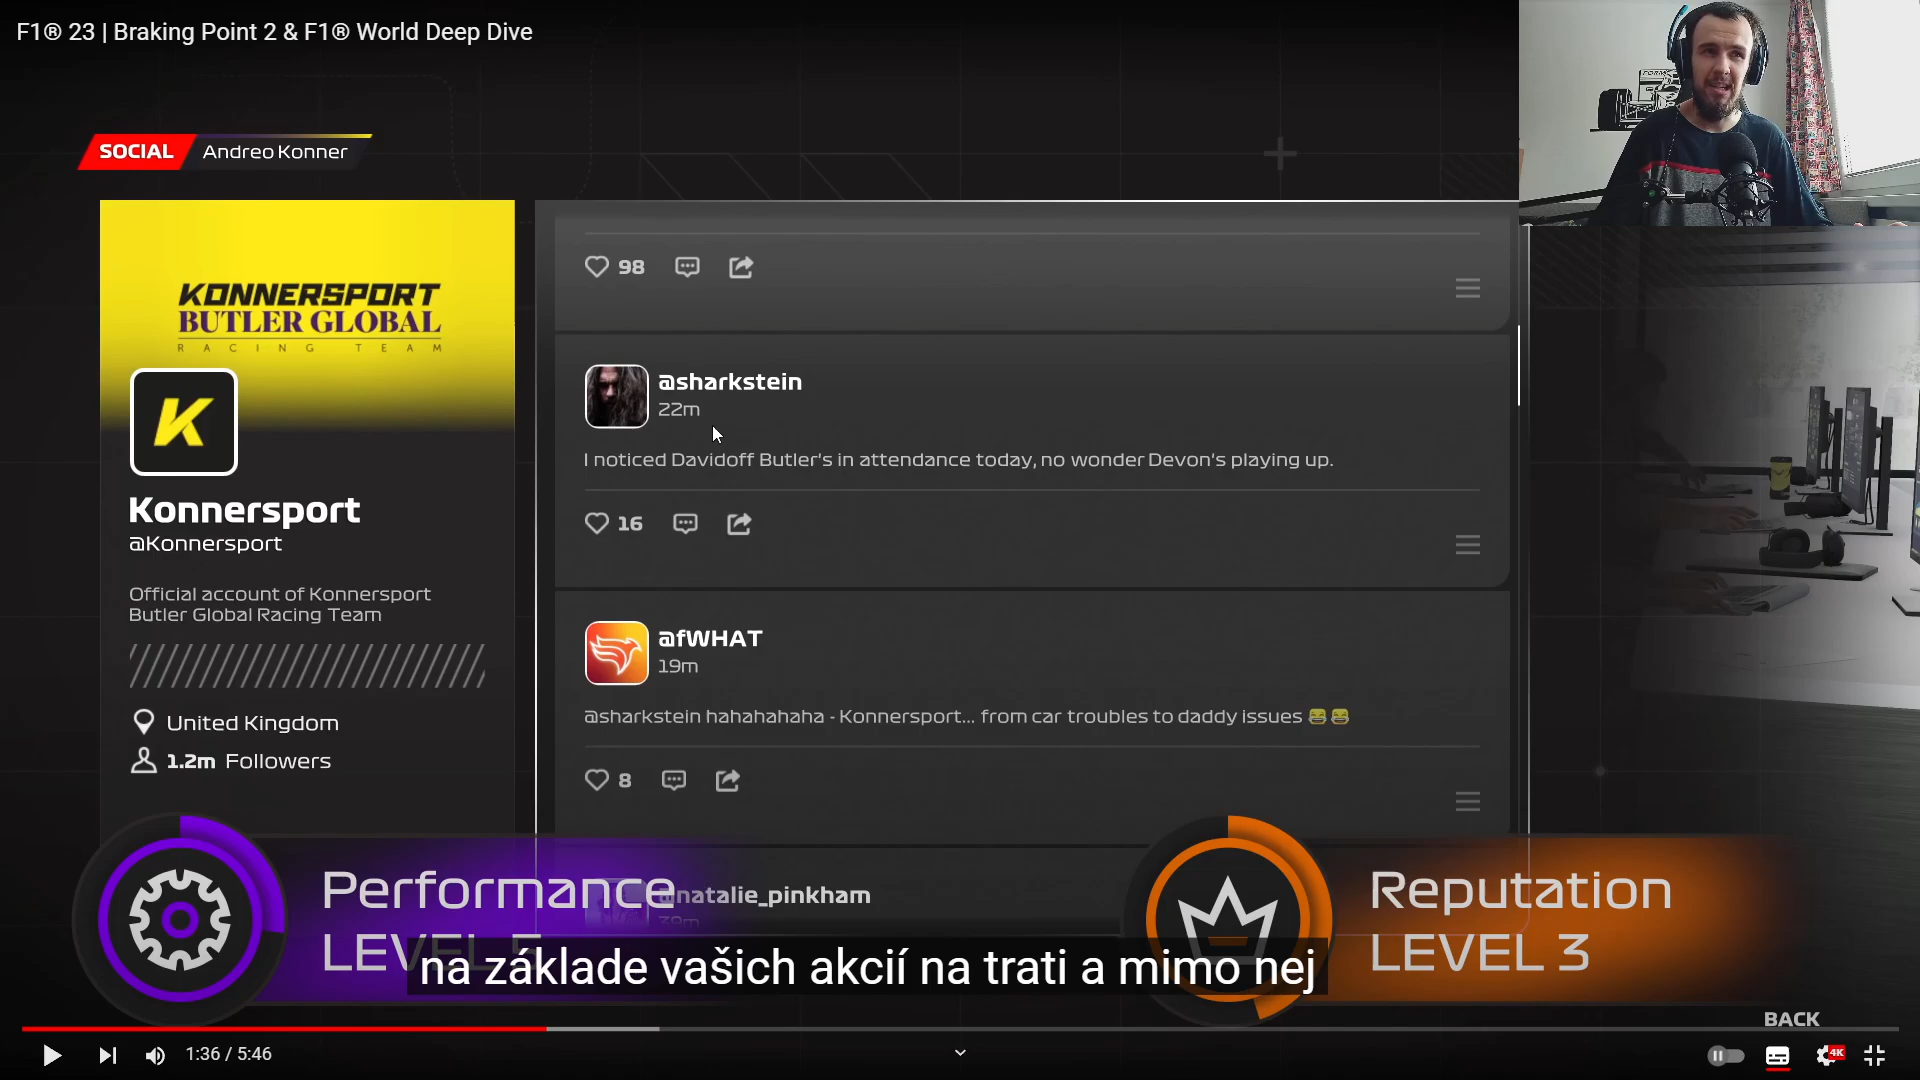 F1® 23 | Braking Point 2 & F1® World Deep Dive
SOCIAL Andreo Konner
KONNERSPORT
BUTLER GLOBAL
RACING TEAM
K
Konnersport
@Konnersport
Official account of Konnersport
Butler Global Racing Team
United Kingdom
1.2m Followers
98
@sharkstein
22m
I noticed Davidoff Butler's in attendance today, no wonder Devon's playing up.
16
@fWHAT
19m
@sharkstein hahahahaha - Konnersport... from car troubles to daddy issues 😂😂
8
@natalie_pinkham
39m
Performance
LEVEL
Reputation
LEVEL 3
na základe vašich akcií na trati a mimo nej
BACK
1:36 / 5:46
4K